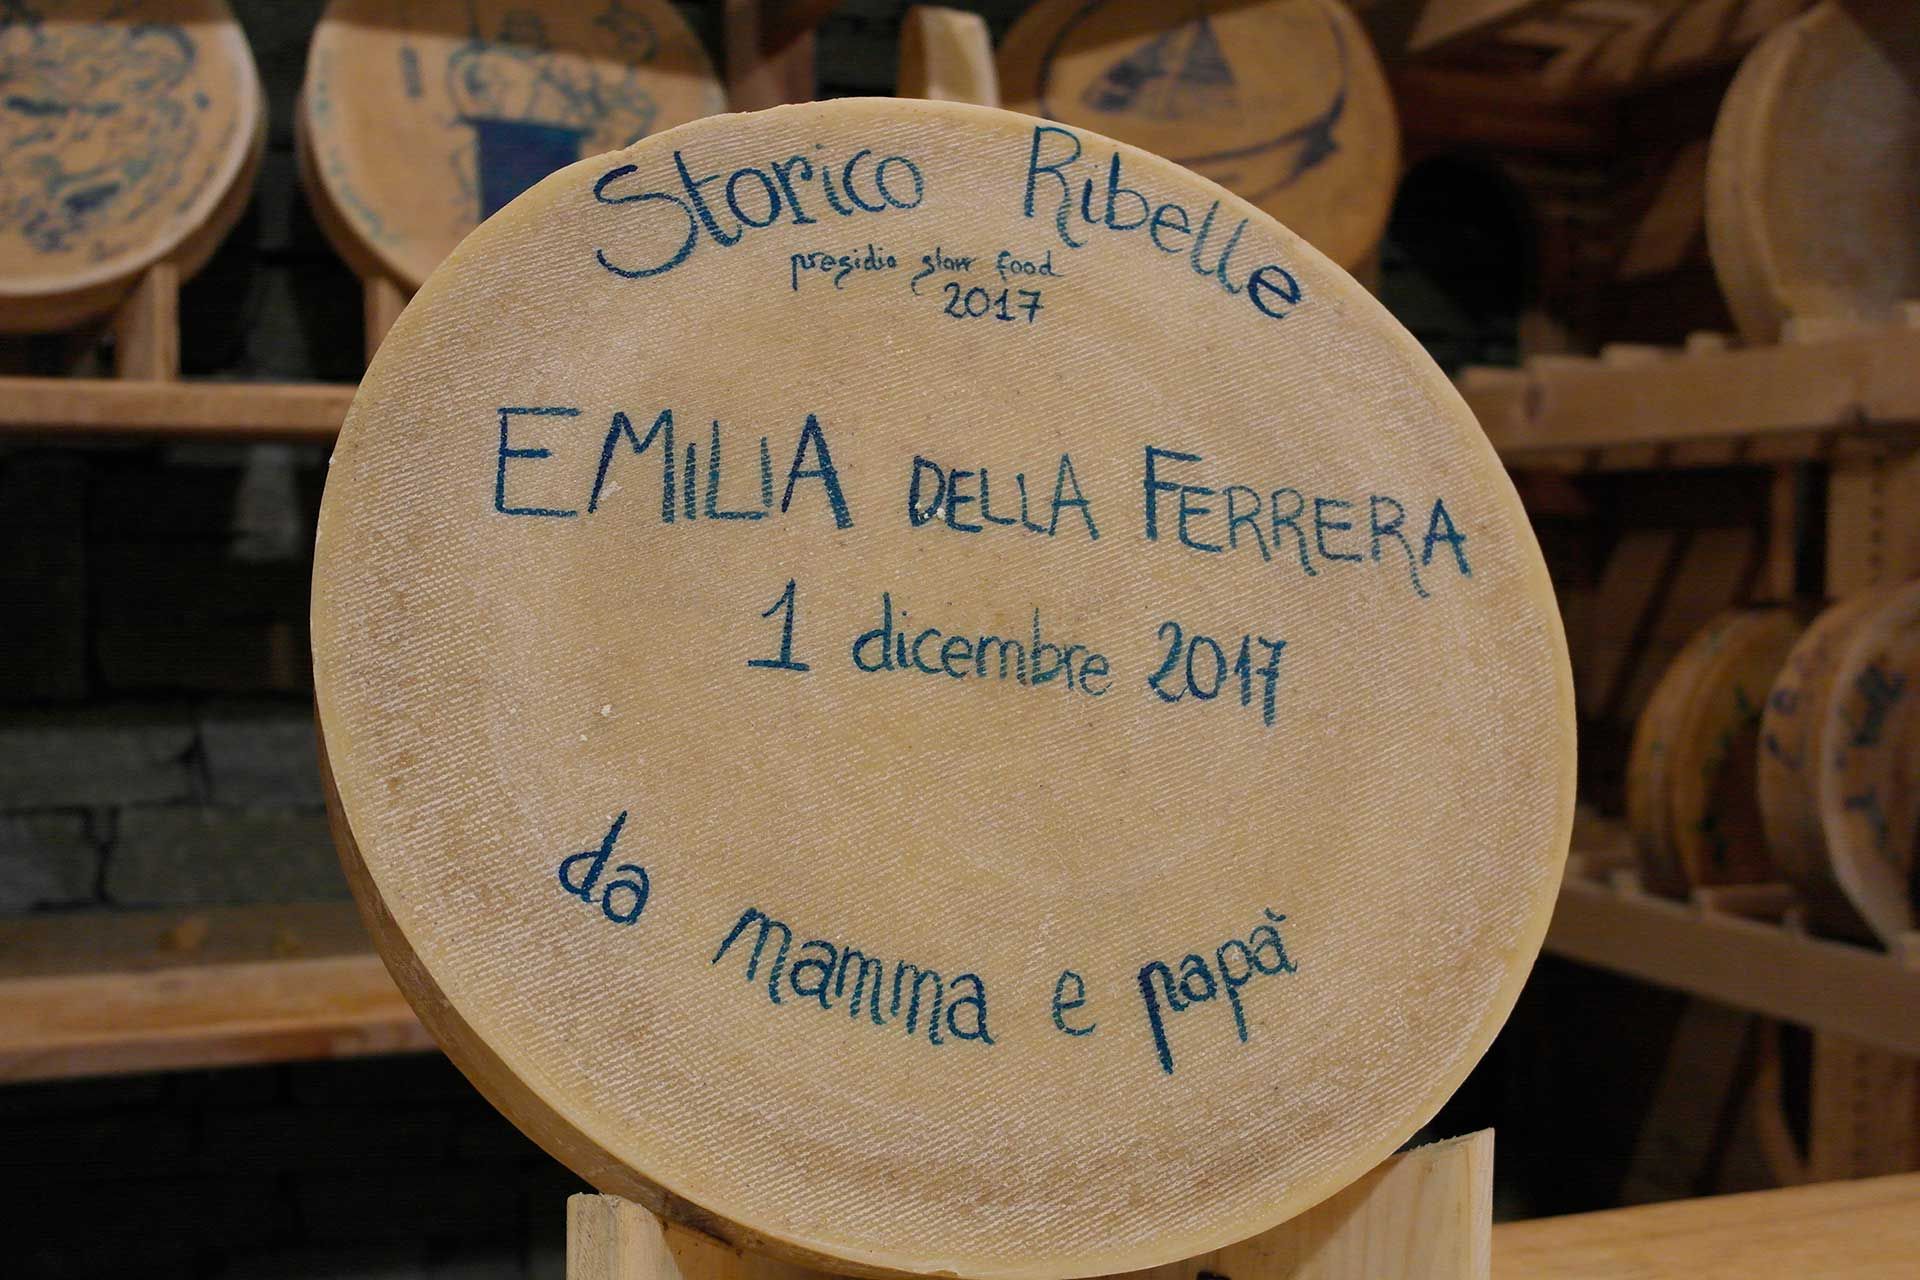 Storico Ribelle
presidio slow food
2017
EMILIA DELLA FERRERA
1 dicembre 2017
da mamma e papà